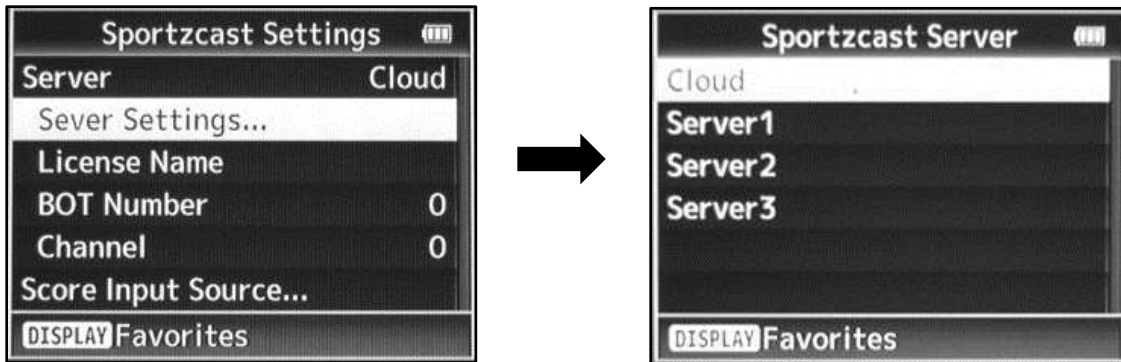 Sportzcast Settings
Server Cloud
Sever Settings...
License Name
BOT Number 0
Channel 0
Score Input Source...
DISPLAY Favorites
Sportzcast Server
Cloud
Server1
Server2
Server3
DISPLAY Favorites